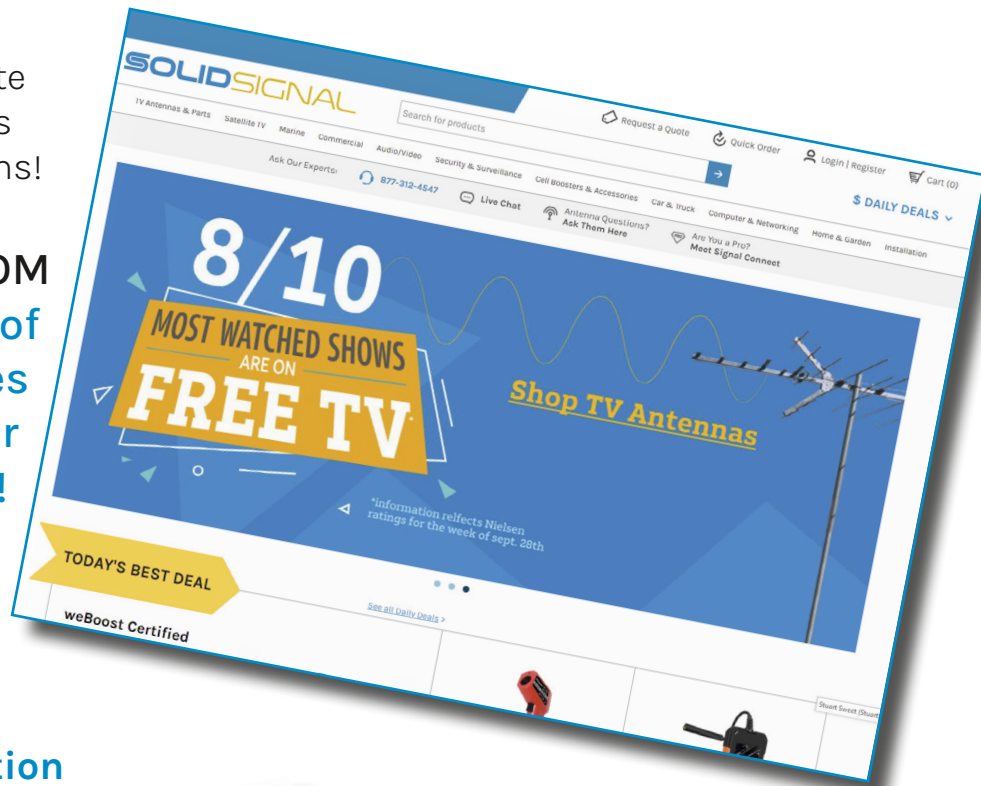 te
s
ns!
OM
of
es
r
!
tion
SOLIDSIGNAL
Search for products
Request a Quote
Quick Order
Login | Register
Cart (0)
TV Antennas & Parts Satellite TV Marine Commercial Audio/Video Security & Surveillance Cell Boosters & Accessories Car & Truck Computer & Networking Home & Garden Installation
$ DAILY DEALS
Ask Our Experts: 877-312-4547 Live Chat
Antenna Questions?
Ask Them Here
PRO
Are You a Pro?
Meet Signal Connect
8/10
MOST WATCHED SHOWS
ARE ON
FREE TV*
Shop TV Antennas
*information relfects Nielsen
ratings for the week of sept. 28th
TODAY'S BEST DEAL
See all Daily Deals >
weBoost Certified
Stuart Sweet (Stuart